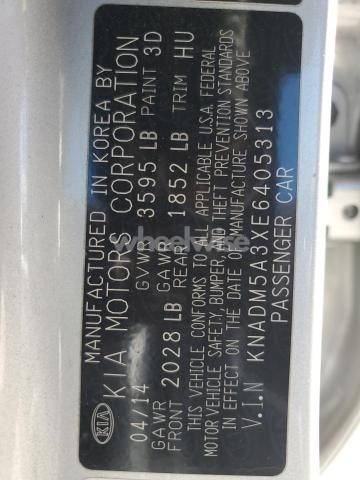 MANUFACTURED IN KOREA BY
KIA KIA MOTORS CORPORATION
04/14 GVWR 3595 LB PAINT 3D
GAWR GAWR
FRONT 2028 LB REAR 1852 LB TRIM HU
THIS VEHICLE CONFORMS TO ALL APPLICABLE U.S.A. FEDERAL
MOTOR VEHICLE SAFETY, BUMPER, AND THEFT PREVENTION STANDARDS
IN EFFECT ON THE DATE OF MANUFACTURE SHOWN ABOVE
V.I.N KNADM5A3XE6405313
PASSENGER CAR